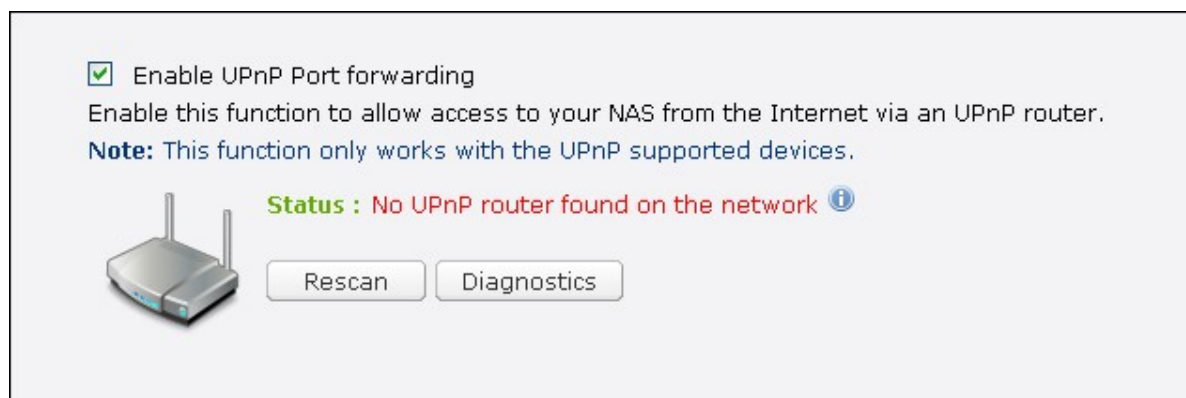 Enable UPnP Port forwarding
Enable this function to allow access to your NAS from the Internet via an UPnP router.
Note: This function only works with the UPnP supported devices.
Status : No UPnP router found on the network
Rescan Diagnostics